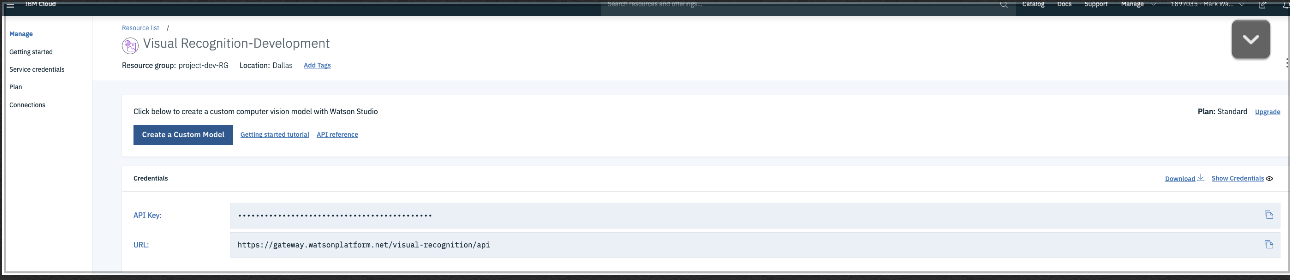 IBM Cloud
Search resources and offerings...
Catalog Docs Support Manage 1897035 - Mark Wa...
Manage
Getting started
Service credentials
Plan
Connections
Resource list /
Visual Recognition-Development
Resource group: project-dev-RG Location: Dallas Add Tags
Click below to create a custom computer vision model with Watson Studio
Plan: Standard Upgrade
Create a Custom Model Getting started tutorial API reference
Credentials
Download Show Credentials
API Key: ••••••••••••••••••••••••••••••••••••••••••••
URL: https://gateway.watsonplatform.net/visual-recognition/api